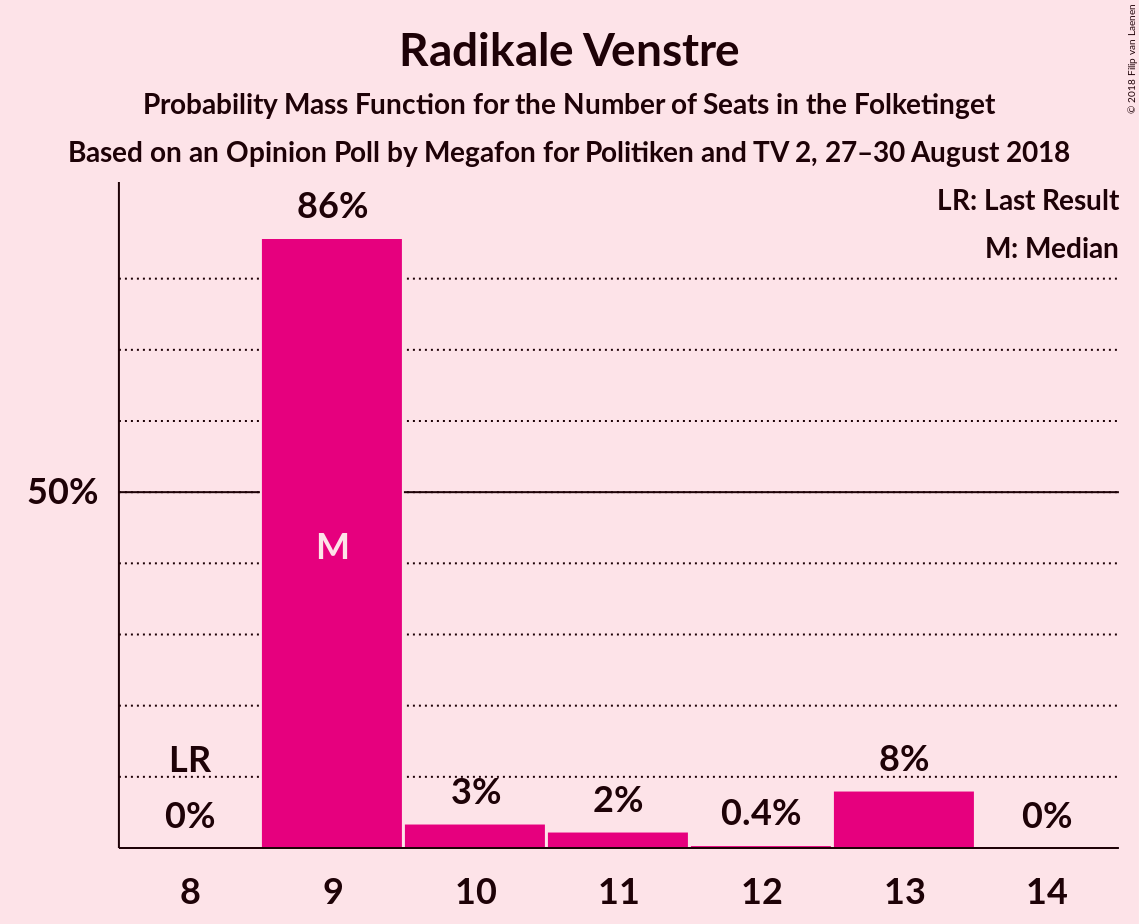 Radikale Venstre
Probability Mass Function for the Number of Seats in the Folketinget
Based on an Opinion Poll by Megafon for Politiken and TV 2, 27–30 August 2018
© 2018 Filip van Laenen
LR: Last Result
M: Median
86%
50%
M
LR
0%
3%
2%
0.4%
8%
0%
8 9 10 11 12 13 14